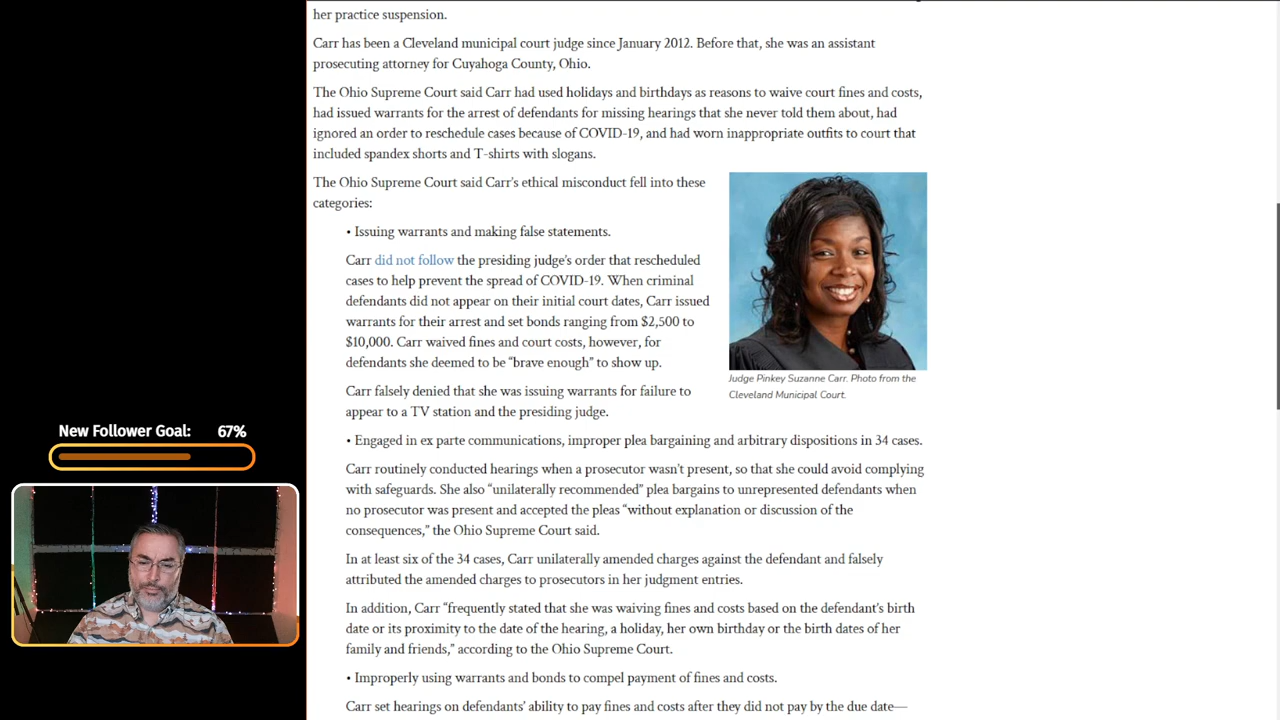 her practice suspension.
Carr has been a Cleveland municipal court judge since January 2012. Before that, she was an assistant
prosecuting attorney for Cuyahoga County, Ohio.
The Ohio Supreme Court said Carr had used holidays and birthdays as reasons to waive court fines and costs,
had issued warrants for the arrest of defendants for missing hearings that she never told them about, had
ignored an order to reschedule cases because of COVID-19, and had worn inappropriate outfits to court that
included spandex shorts and T-shirts with slogans.
The Ohio Supreme Court said Carr’s ethical misconduct fell into these
categories:
• Issuing warrants and making false statements.
Carr did not follow the presiding judge’s order that rescheduled
cases to help prevent the spread of COVID-19. When criminal
defendants did not appear on their initial court dates, Carr issued
warrants for their arrest and set bonds ranging from $2,500 to
$10,000. Carr waived fines and court costs, however, for
defendants she deemed to be “brave enough” to show up.
Judge Pinkey Suzanne Carr. Photo from the
Cleveland Municipal Court.
Carr falsely denied that she was issuing warrants for failure to
appear to a TV station and the presiding judge.
• Engaged in ex parte communications, improper plea bargaining and arbitrary dispositions in 34 cases.
Carr routinely conducted hearings when a prosecutor wasn’t present, so that she could avoid complying
with safeguards. She also “unilaterally recommended” plea bargains to unrepresented defendants when
no prosecutor was present and accepted the pleas “without explanation or discussion of the
consequences,” the Ohio Supreme Court said.
In at least six of the 34 cases, Carr unilaterally amended charges against the defendant and falsely
attributed the amended charges to prosecutors in her judgment entries.
In addition, Carr “frequently stated that she was waiving fines and costs based on the defendant’s birth
date or its proximity to the date of the hearing, a holiday, her own birthday or the birth dates of her
family and friends,” according to the Ohio Supreme Court.
• Improperly using warrants and bonds to compel payment of fines and costs.
Carr set hearings on defendants’ ability to pay fines and costs after they did not pay by the due date—
New Follower Goal: 67%